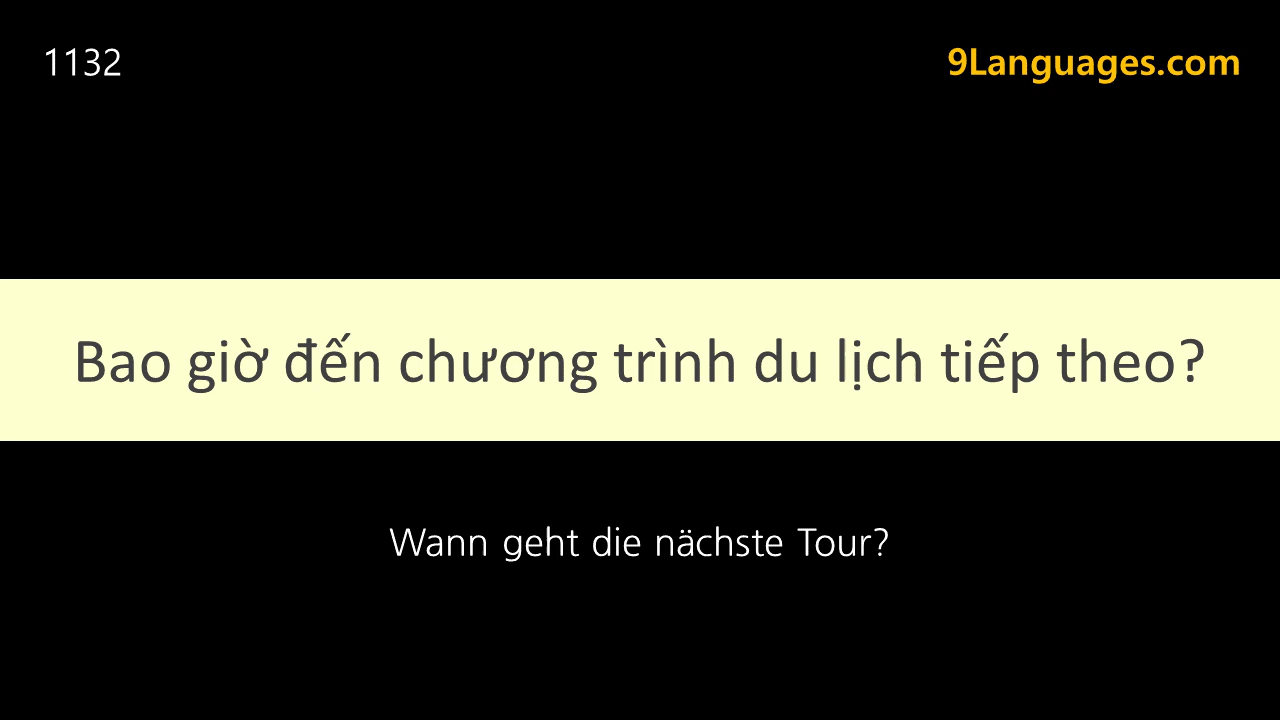 1132
9Languages.com
Bao giờ đến chương trình du lịch tiếp theo?
Wann geht die nächste Tour?